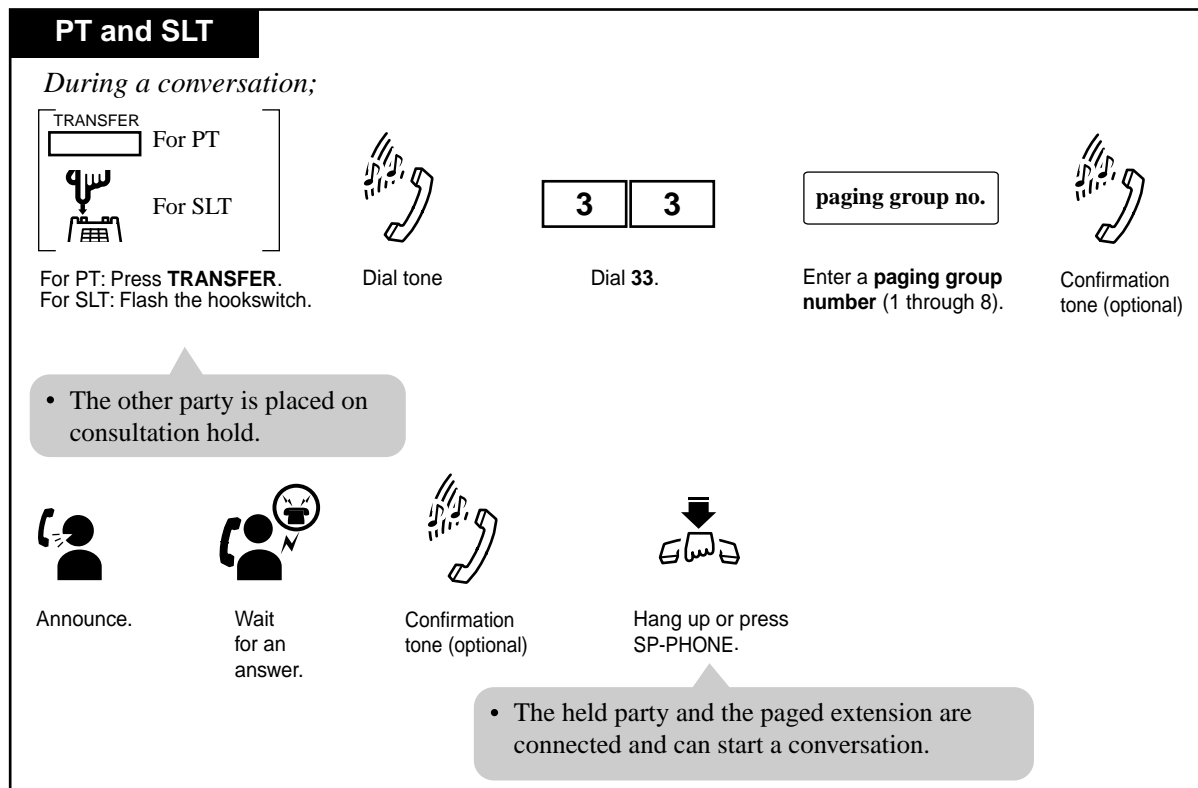 PT and SLT
During a conversation;
TRANSFER
For PT
For SLT
For PT: Press TRANSFER.
For SLT: Flash the hookswitch.
Dial tone
3 3
Dial 33.
paging group no.
Enter a paging group
number (1 through 8).
Confirmation
tone (optional)
• The other party is placed on
consultation hold.
Announce.
Wait
for an
answer.
Confirmation
tone (optional)
Hang up or press
SP-PHONE.
• The held party and the paged extension are
connected and can start a conversation.